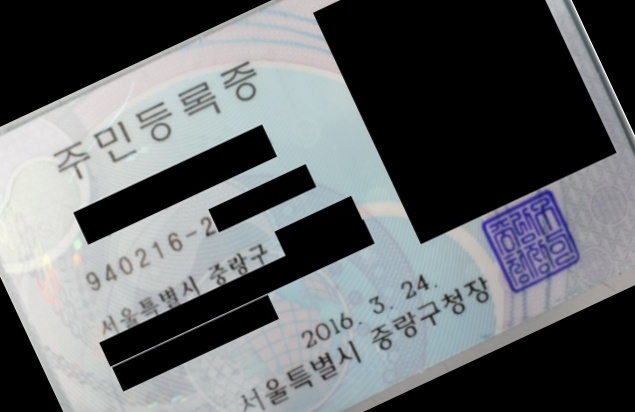 주민등록증
940216-2
서울특별시 중랑구
2016. 3. 24.
서울특별시 중랑구청장